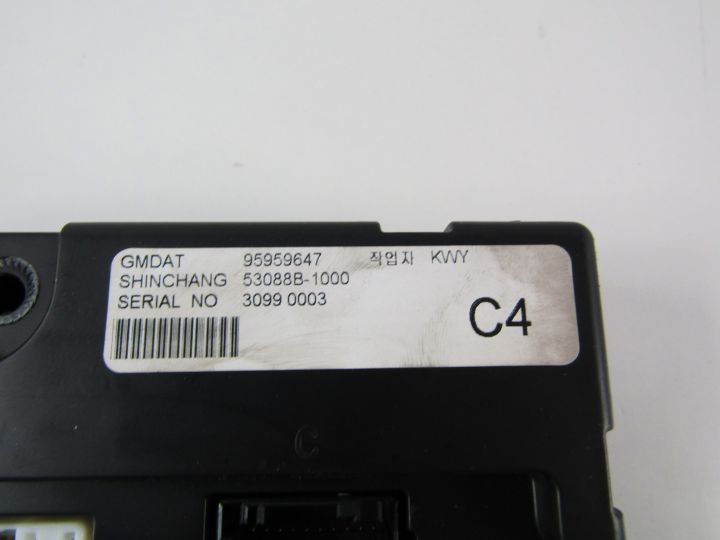 GMDAT 95959647 작업자 KWY
SHINCHANG 53088B-1000
SERIAL NO 3099 0003
C4
C